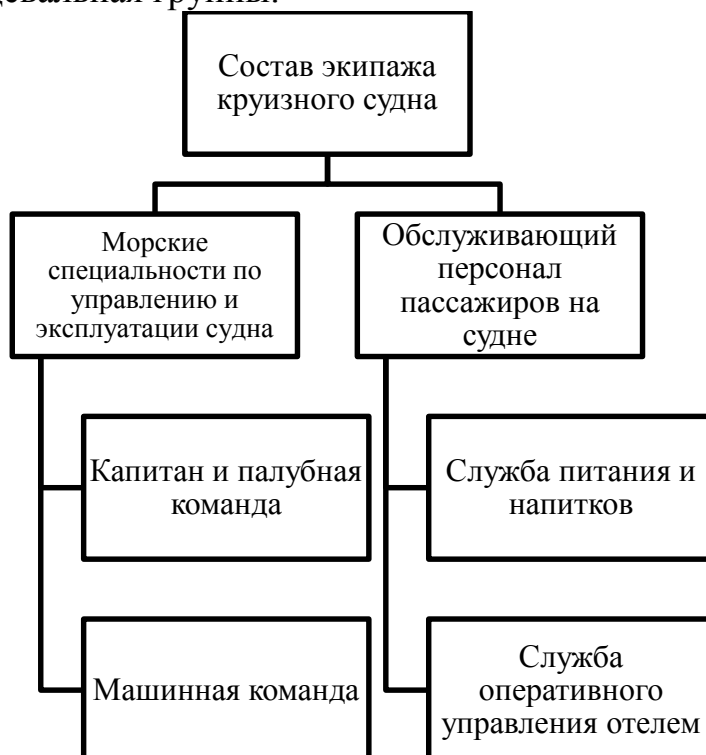 группы.
Состав экипажа
круизного судна
Морские
специальности по
управлению и
эксплуатации судна
Обслуживающий
персонал
пассажиров на
судне
Капитан и палубная
команда
Служба питания и
напитков
Машинная команда
Служба
оперативного
управления отелем